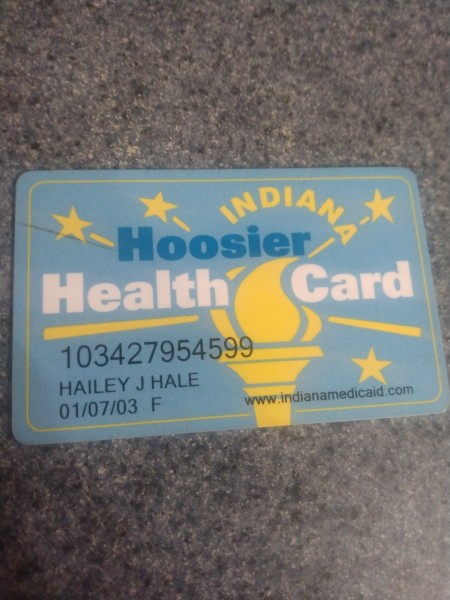 INDIANA
Hoosier
Health Card
103427954599
HAILEY J HALE
01/07/03 F
www.indianamedicaid.com